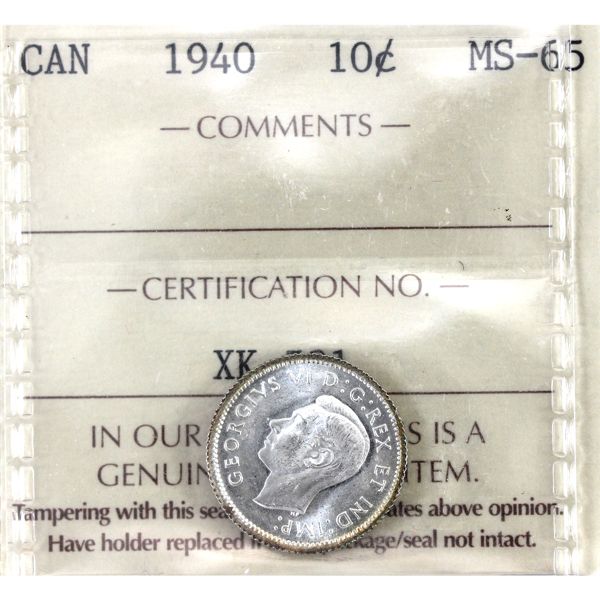 CAN 1940 10¢ MS-65
— COMMENTS —
— CERTIFICATION NO. —
XK
GEORGIVS VI D:G:REX ET IND:IMP:
IN OUR S IS A
GENUIN ITEM.
Tampering with this sea ates above opinion.
Have holder replaced kage/seal not intact.